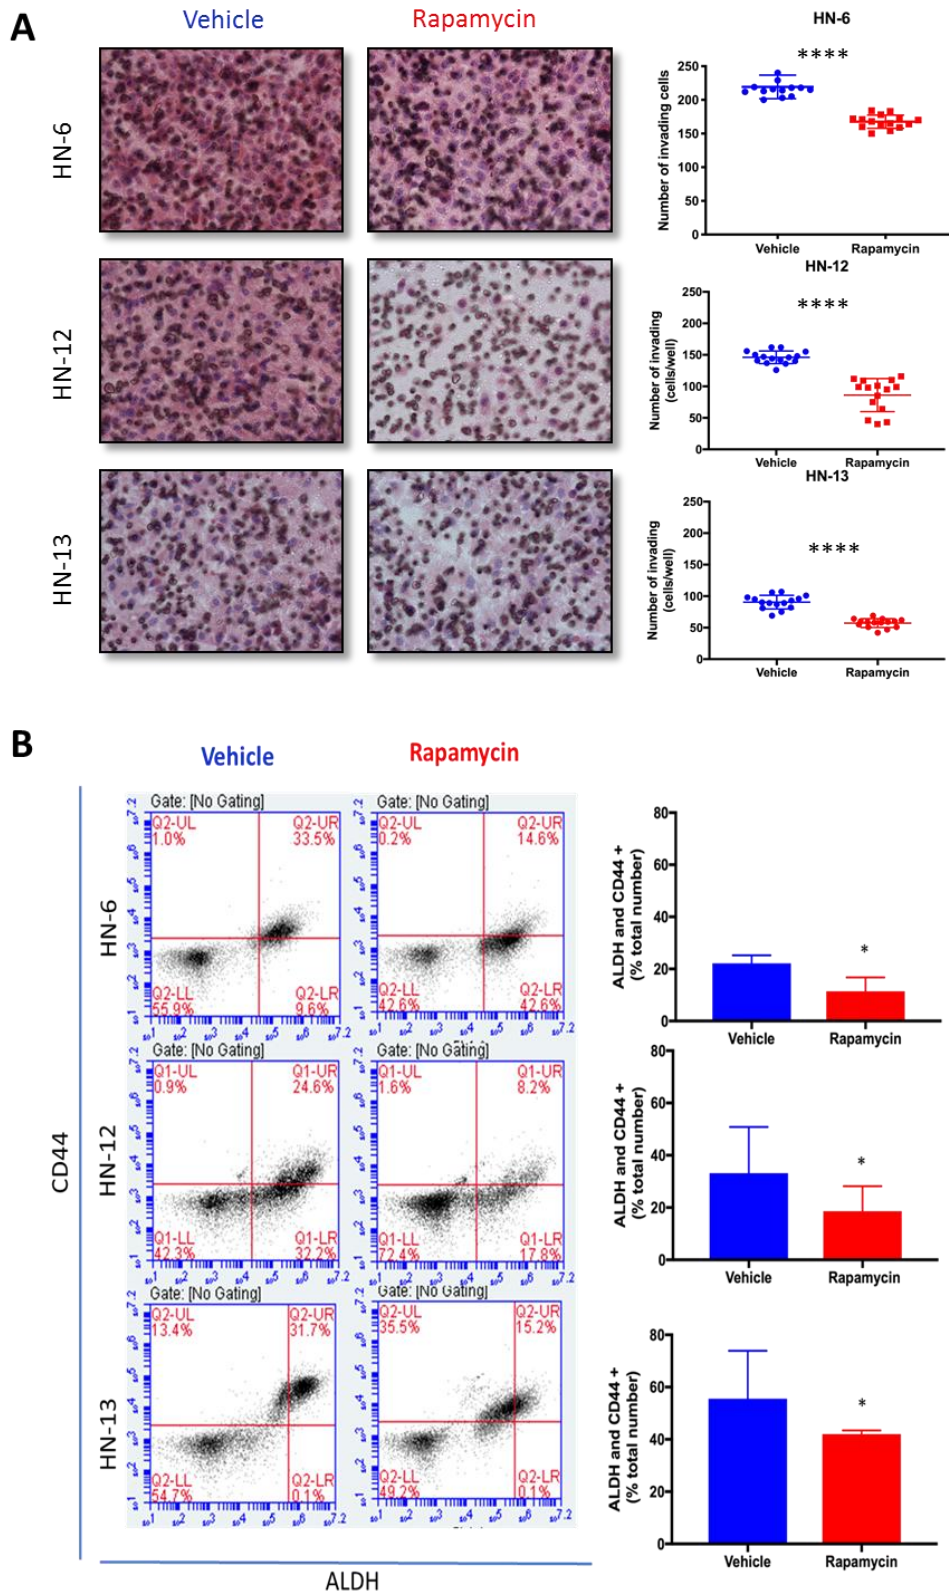 A
Vehicle
Rapamycin
HN-6
HN-12
HN-13
HN-6
****
Number of invading cells
250
200
150
100
50
0
Vehicle
Rapamycin
HN-12
****
Number of invading
(cells/well)
250
200
150
100
50
0
Vehicle
Rapamycin
HN-13
****
Number of invading
(cells/well)
250
200
150
100
50
0
Vehicle
Rapamycin
B
Vehicle
Rapamycin
CD44
ALDH
HN-6
Gate: [No Gating]
Q2-UL
1.0%
Q2-UR
33.5%
Q2-LL
55.9%
Q2-LR
9.6%
Gate: [No Gating]
Q2-UL
0.2%
Q2-UR
14.6%
Q2-LL
42.6%
Q2-LR
42.6%
ALDH and CD44 +
(% total number)
80
60
40
20
0
*
Vehicle
Rapamycin
HN-12
Gate: [No Gating]
Q1-UL
0.9%
Q1-UR
24.6%
Q1-LL
42.3%
Q1-LR
32.2%
Gate: [No Gating]
Q1-UL
1.6%
Q1-UR
8.2%
Q1-LL
72.4%
Q1-LR
17.8%
ALDH and CD44 +
(% total number)
80
60
40
20
0
*
Vehicle
Rapamycin
HN-13
Gate: [No Gating]
Q2-UL
13.4%
Q2-UR
31.7%
Q2-LL
54.7%
Q2-LR
0.1%
Gate: [No Gating]
Q2-UL
35.5%
Q2-UR
15.2%
Q2-LL
49.2%
Q2-LR
0.1%
ALDH and CD44 +
(% total number)
80
60
40
20
0
*
Vehicle
Rapamycin